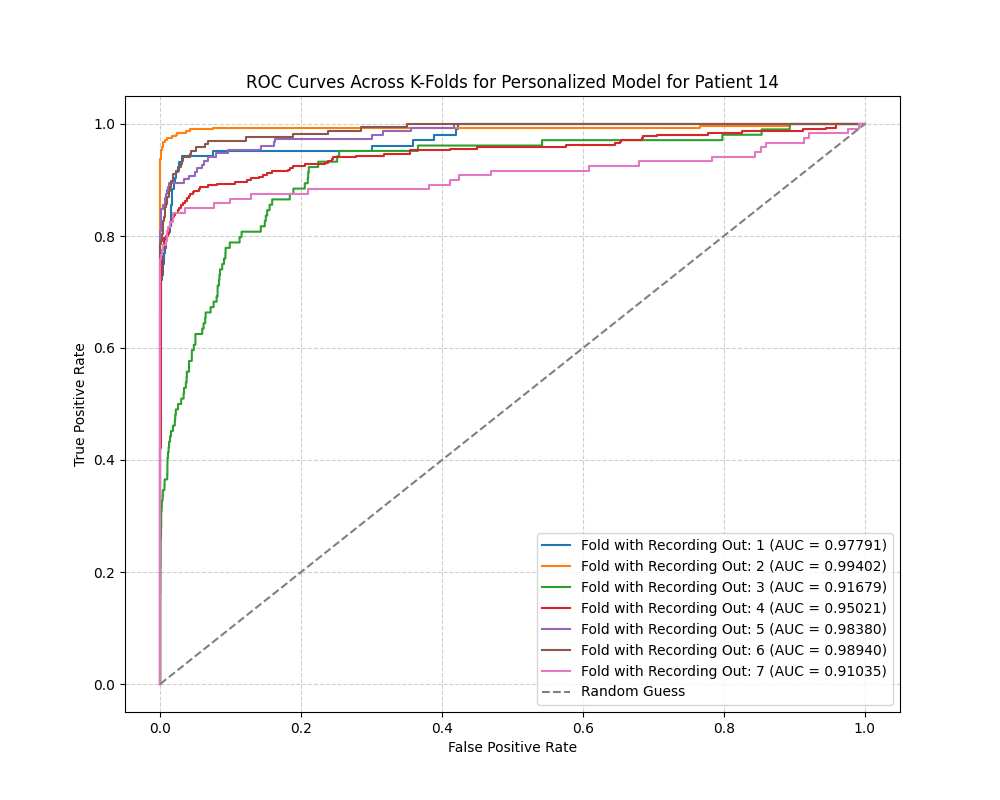 ROC Curves Across K-Folds for Personalized Model for Patient 14
True Positive Rate
1.0
0.8
0.6
0.4
0.2
0.0
0.0 0.2 0.4 0.6 0.8 1.0
False Positive Rate
Fold with Recording Out: 1 (AUC = 0.97791)
Fold with Recording Out: 2 (AUC = 0.99402)
Fold with Recording Out: 3 (AUC = 0.91679)
Fold with Recording Out: 4 (AUC = 0.95021)
Fold with Recording Out: 5 (AUC = 0.98380)
Fold with Recording Out: 6 (AUC = 0.98940)
Fold with Recording Out: 7 (AUC = 0.91035)
Random Guess